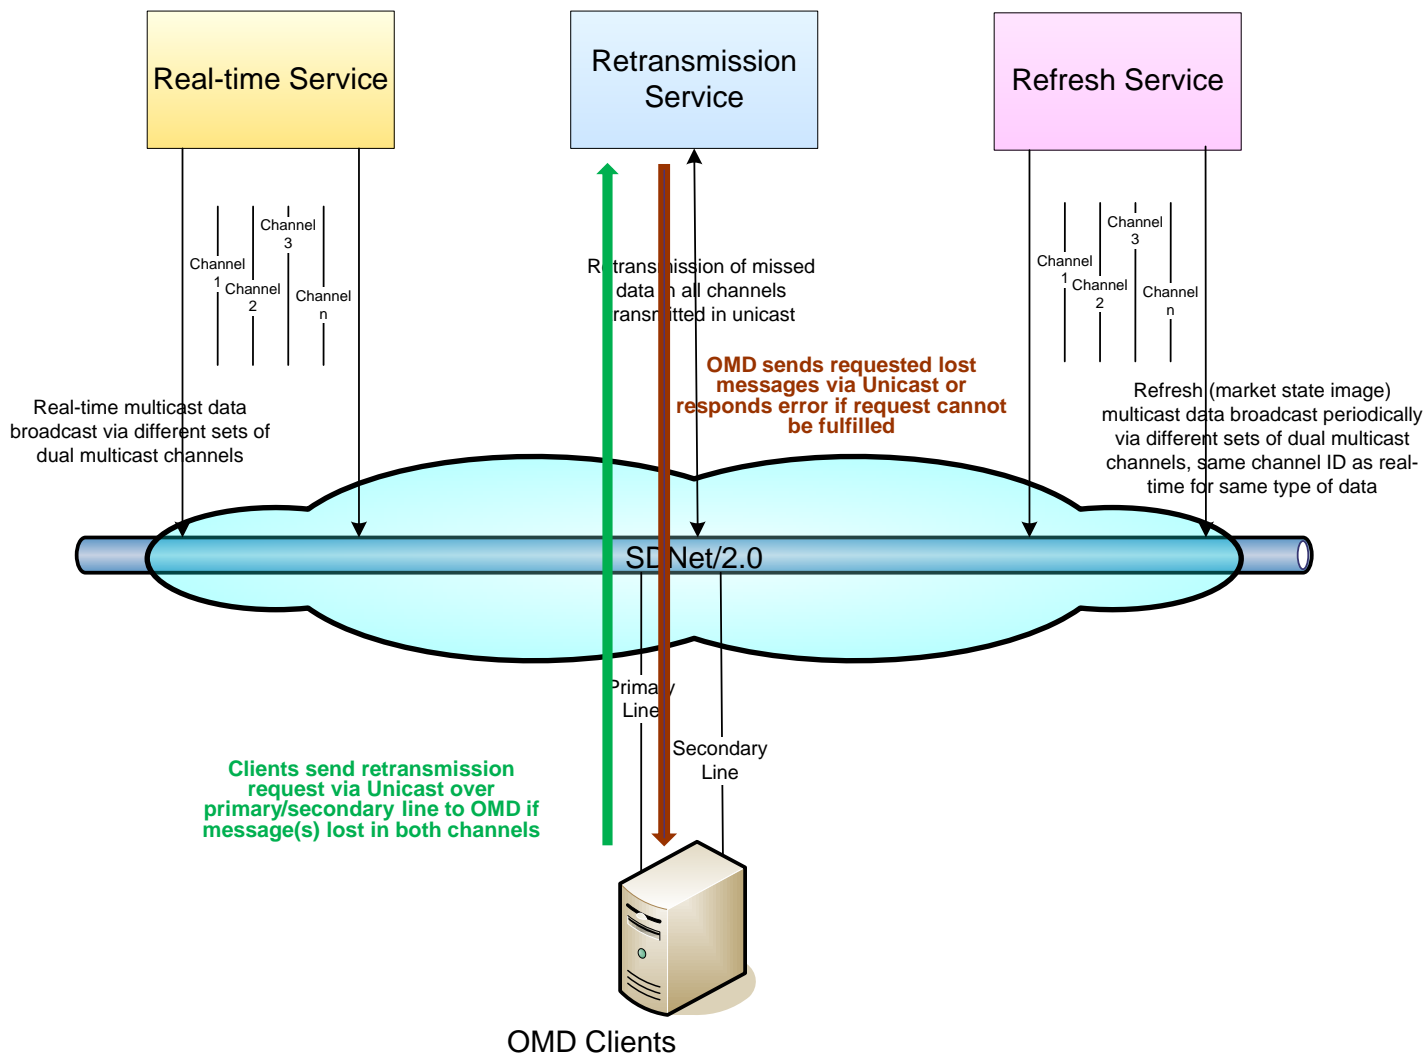 Real-time Service
Retransmission
Service
Refresh Service
Channel
1
Channel
2
Channel
3
Channel
n
Real-time multicast data
broadcast via different sets of
dual multicast channels
Retransmission of missed
data in all channels
transmitted in unicast
OMD sends requested lost
messages via Unicast or
responds error if request cannot
be fulfilled
Channel
1
Channel
2
Channel
3
Channel
n
Refresh (market state image)
multicast data broadcast periodically
via different sets of dual multicast
channels, same channel ID as real-
time for same type of data
SDNet/2.0
Primary
Line
Secondary
Line
Clients send retransmission
request via Unicast over
primary/secondary line to OMD if
message(s) lost in both channels
OMD Clients